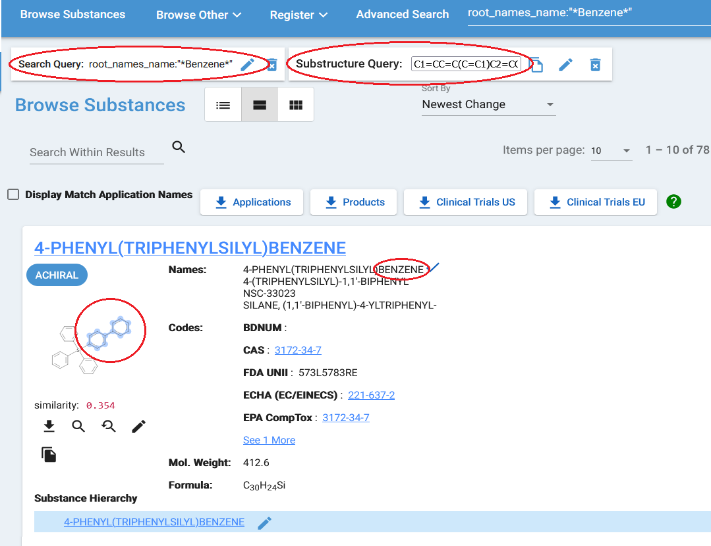 Browse Substances Browse Other Register Advanced Search root_names_name:"*Benzene*"
Search Query: root_names_name:"*Benzene*" Substructure Query: C1=CC=C(C=C1)C2=C
Browse Substances
Sort By
Newest Change
Search Within Results
Items per page: 10 1 – 10 of 78
Display Match Application Names Applications Products Clinical Trials US Clinical Trials EU ?
4-PHENYL(TRIPHENYLSILYL)BENZENE
ACHIRAL
Names: 4-PHENYL(TRIPHENYLSILYL)BENZENE
4-(TRIPHENYLSILYL)-1,1'-BIPHENYL
NSC-33023
SILANE, (1,1'-BIPHENYL)-4-YLTRIPHENYL-
Codes: BDNUM :
CAS : 3172-34-7
FDA UNII : 573L5783RE
ECHA (EC/EINECS) : 221-637-2
EPA CompTox : 3172-34-7
See 1 More
similarity: 0.354
Mol. Weight: 412.6
Formula: C30H24Si
Substance Hierarchy
4-PHENYL(TRIPHENYLSILYL)BENZENE